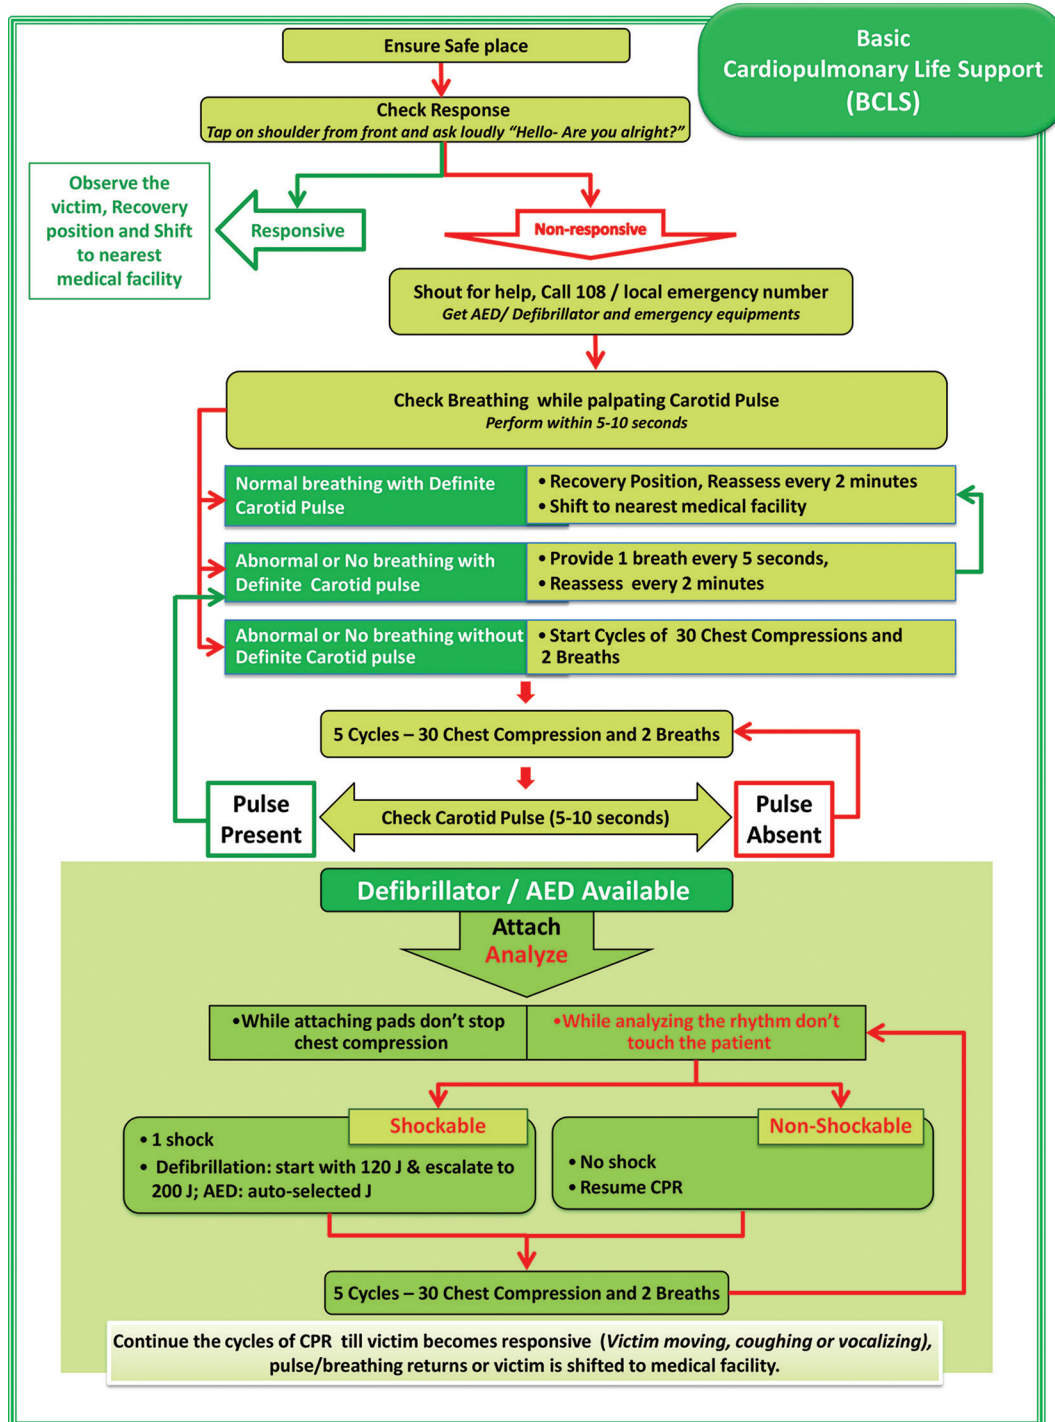 Basic
Cardiopulmonary Life Support
(BCLS)
Ensure Safe place
Check Response
Tap on shoulder from front and ask loudly “Hello- Are you alright?”
Observe the
victim, Recovery
position and Shift
to nearest
medical facility
Responsive
Non-responsive
Shout for help, Call 108 / local emergency number
Get AED/ Defibrillator and emergency equipments
Check Breathing while palpating Carotid Pulse
Perform within 5-10 seconds
Normal breathing with Definite
Carotid Pulse
• Recovery Position, Reassess every 2 minutes
• Shift to nearest medical facility
Abnormal or No breathing with
Definite Carotid pulse
• Provide 1 breath every 5 seconds,
• Reassess every 2 minutes
Abnormal or No breathing without
Definite Carotid pulse
• Start Cycles of 30 Chest Compressions and
2 Breaths
5 Cycles – 30 Chest Compression and 2 Breaths
Pulse
Present
Check Carotid Pulse (5-10 seconds)
Pulse
Absent
Defibrillator / AED Available
Attach
Analyze
•While attaching pads don’t stop
chest compression
•While analyzing the rhythm don’t
touch the patient
Shockable
• 1 shock
• Defibrillation: start with 120 J & escalate to
200 J; AED: auto-selected J
Non-Shockable
• No shock
• Resume CPR
5 Cycles – 30 Chest Compression and 2 Breaths
Continue the cycles of CPR till victim becomes responsive (Victim moving, coughing or vocalizing),
pulse/breathing returns or victim is shifted to medical facility.